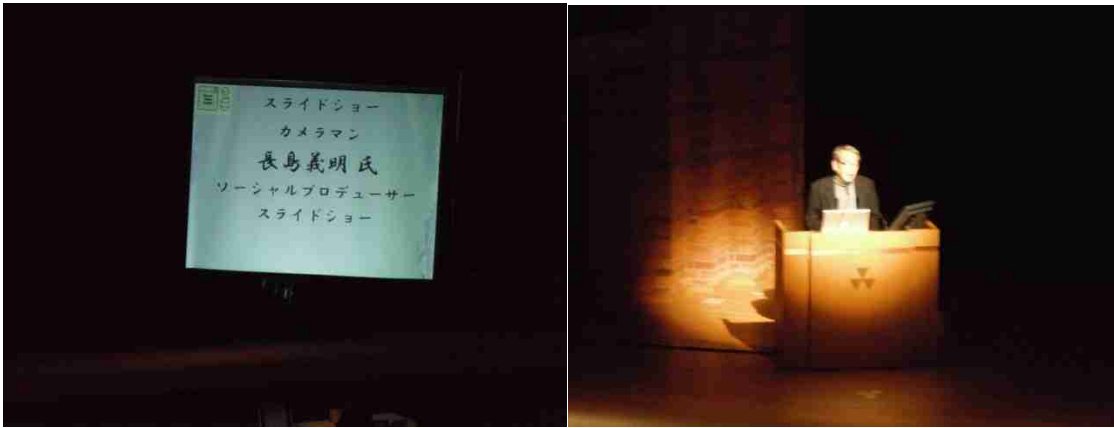 スライドショー
カメラマン
長島義明 氏
ソーシャルプロデューサー
スライドショー